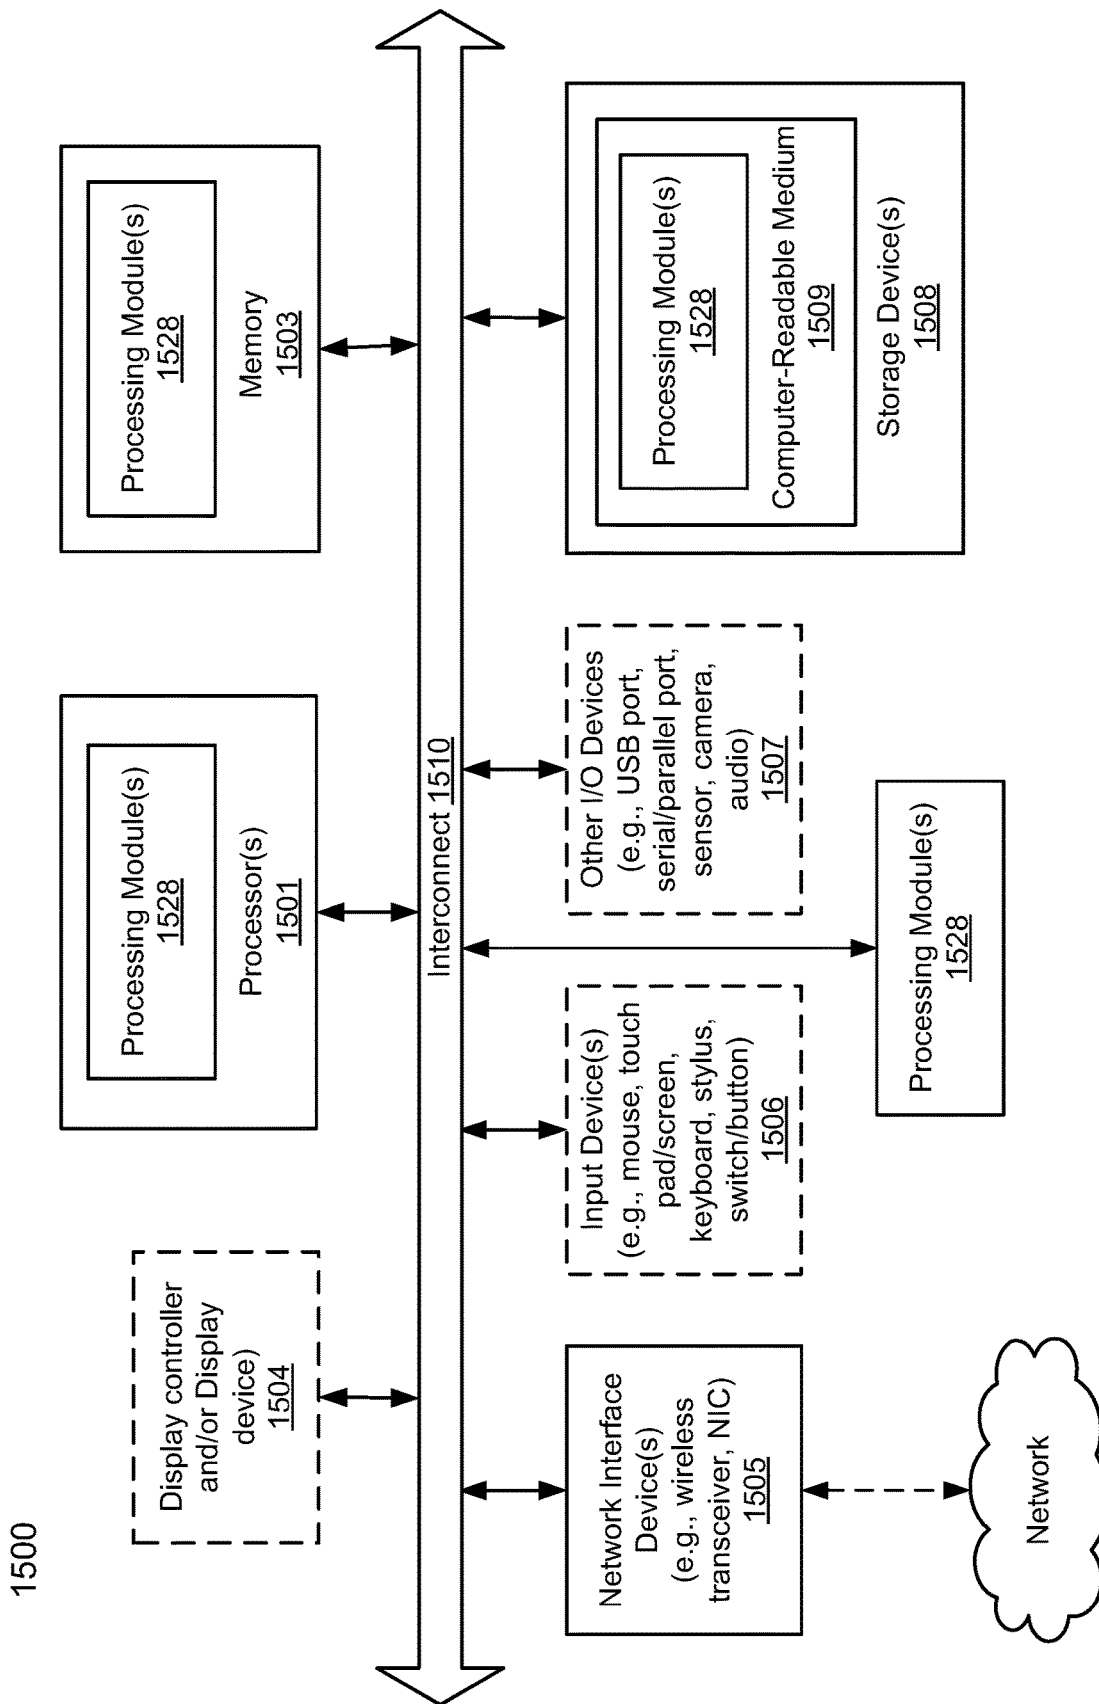 1500
Display controller
and/or Display
device)
1504
Processing Module(s)
1528
Processor(s)
1501
Processing Module(s)
1528
Memory
1503
Interconnect 1510
Network Interface
Device(s)
(e.g., wireless
transceiver, NIC)
1505
Input Device(s)
(e.g., mouse, touch
pad/screen,
keyboard, stylus,
switch/button)
1506
Other I/O Devices
(e.g., USB port,
serial/parallel port,
sensor, camera,
audio)
1507
Processing Module(s)
1528
Computer-Readable Medium
1509
Storage Device(s)
1508
Processing Module(s)
1528
Network